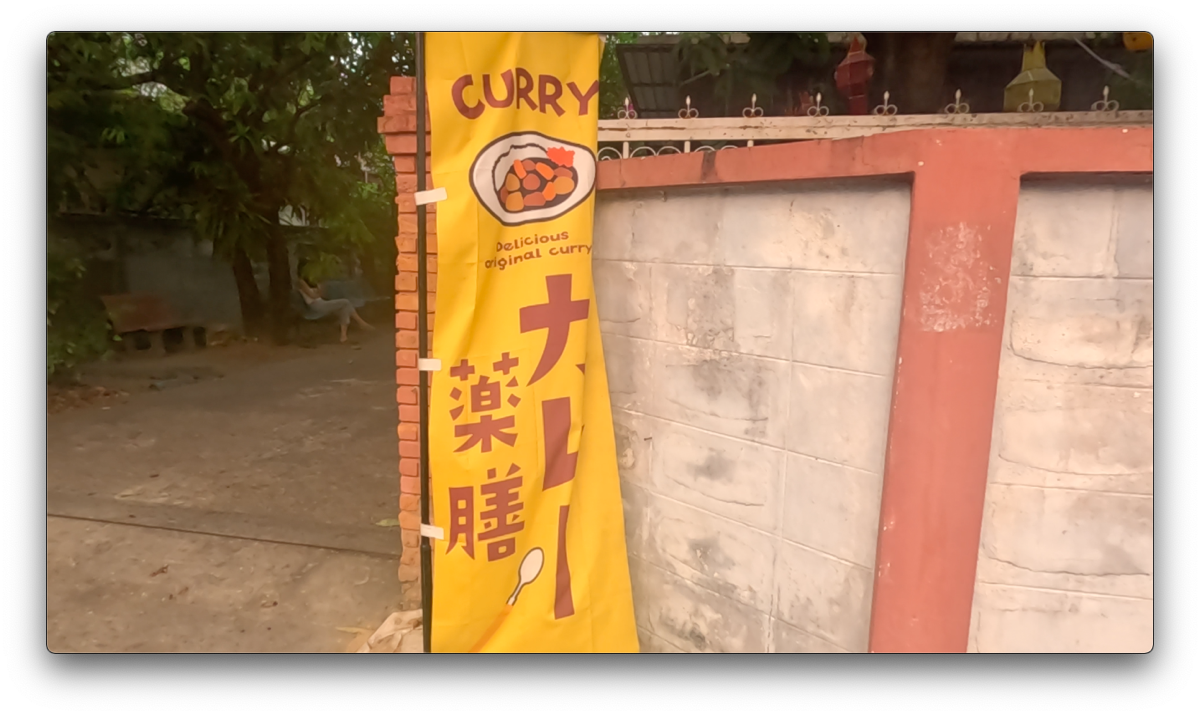 CURRY
Delicious
original curry
カレー
薬膳